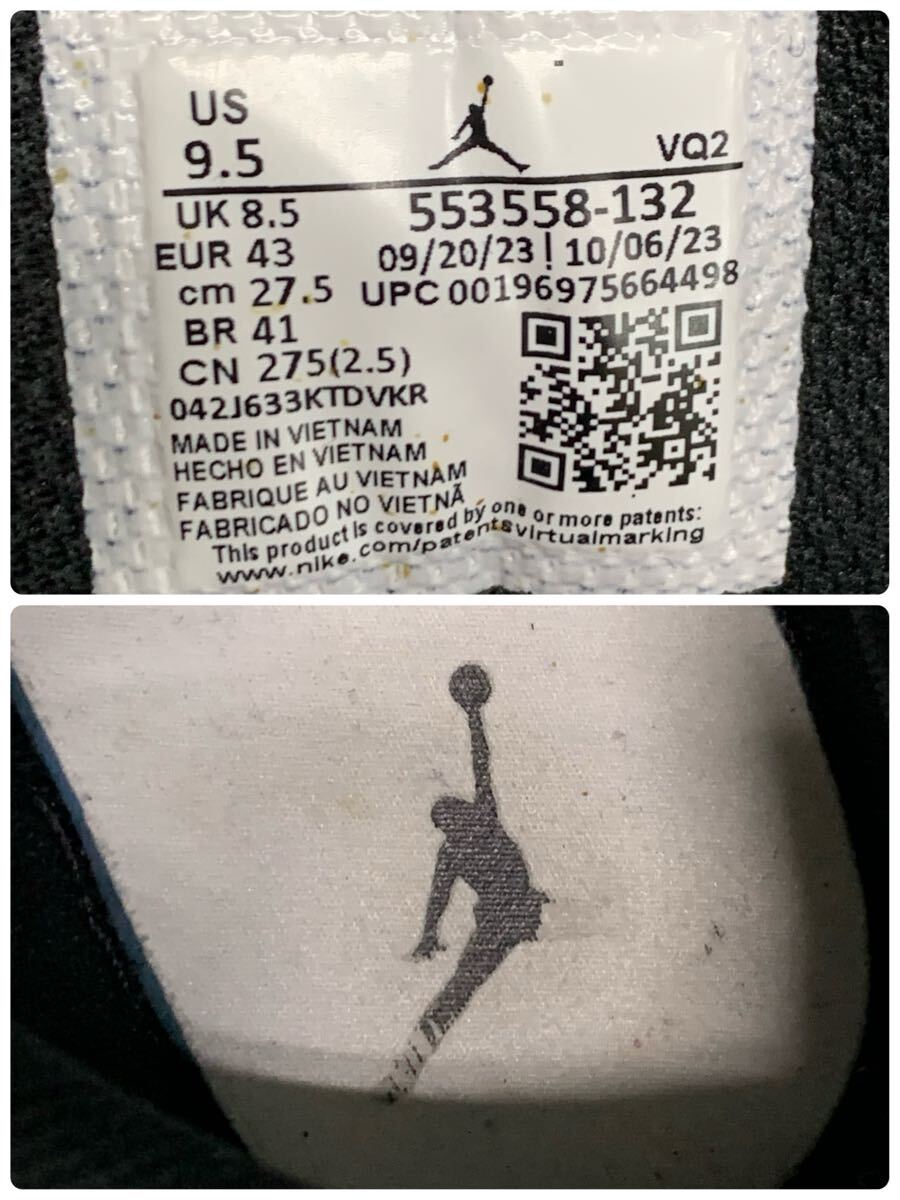 US
9.5
VQ2
UK 8.5
553558-132
EUR 43
09/20/23 | 10/06/23
cm 27.5
UPC 00196975664498
BR 41
CN 275(2.5)
042J633KTDVKR
MADE IN VIETNAM
HECHO EN VIETNAM
FABRIQUE AU VIETNAM
FABRICADO NO VIETNÃ
This product is covered by one or more patents:
www.nike.com/patentsvirtualmarking